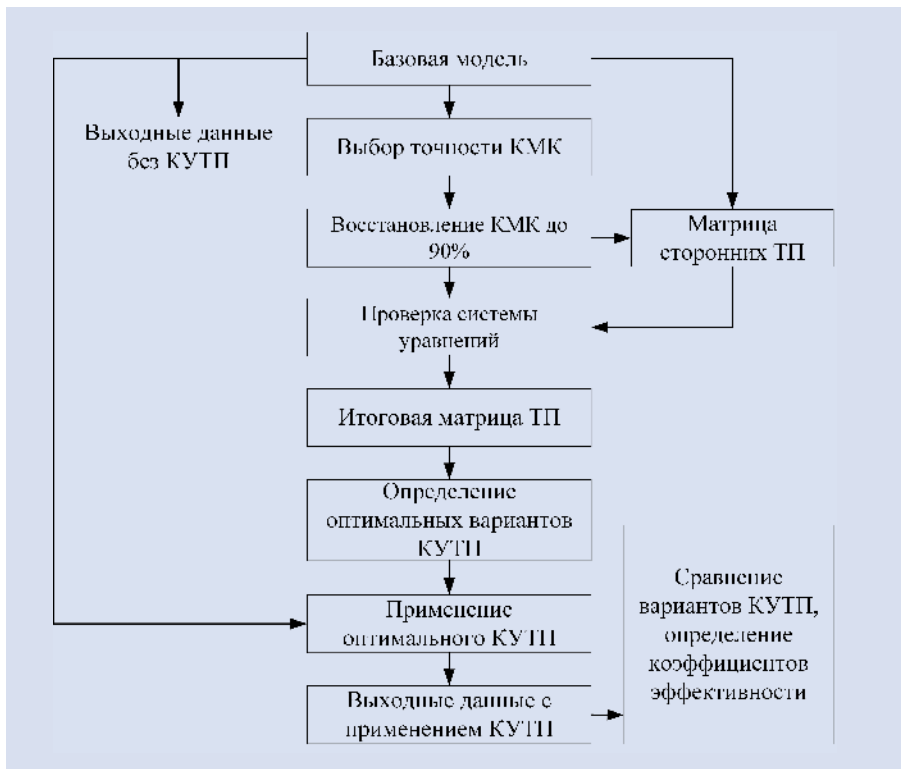 Базовая модель
Выходные данные
без КУТП
Выбор точности КМК
Восстановление КМК до
90%
Матрица
сторонних ТП
Проверка системы
уравнений
Итоговая матрица ТП
Определение
оптимальных вариантов
КУТП
Применение
оптимального КУТП
Выходные данные с
применением КУТП
Сравнение
вариантов КУТП,
определение
коэффициентов
эффективности